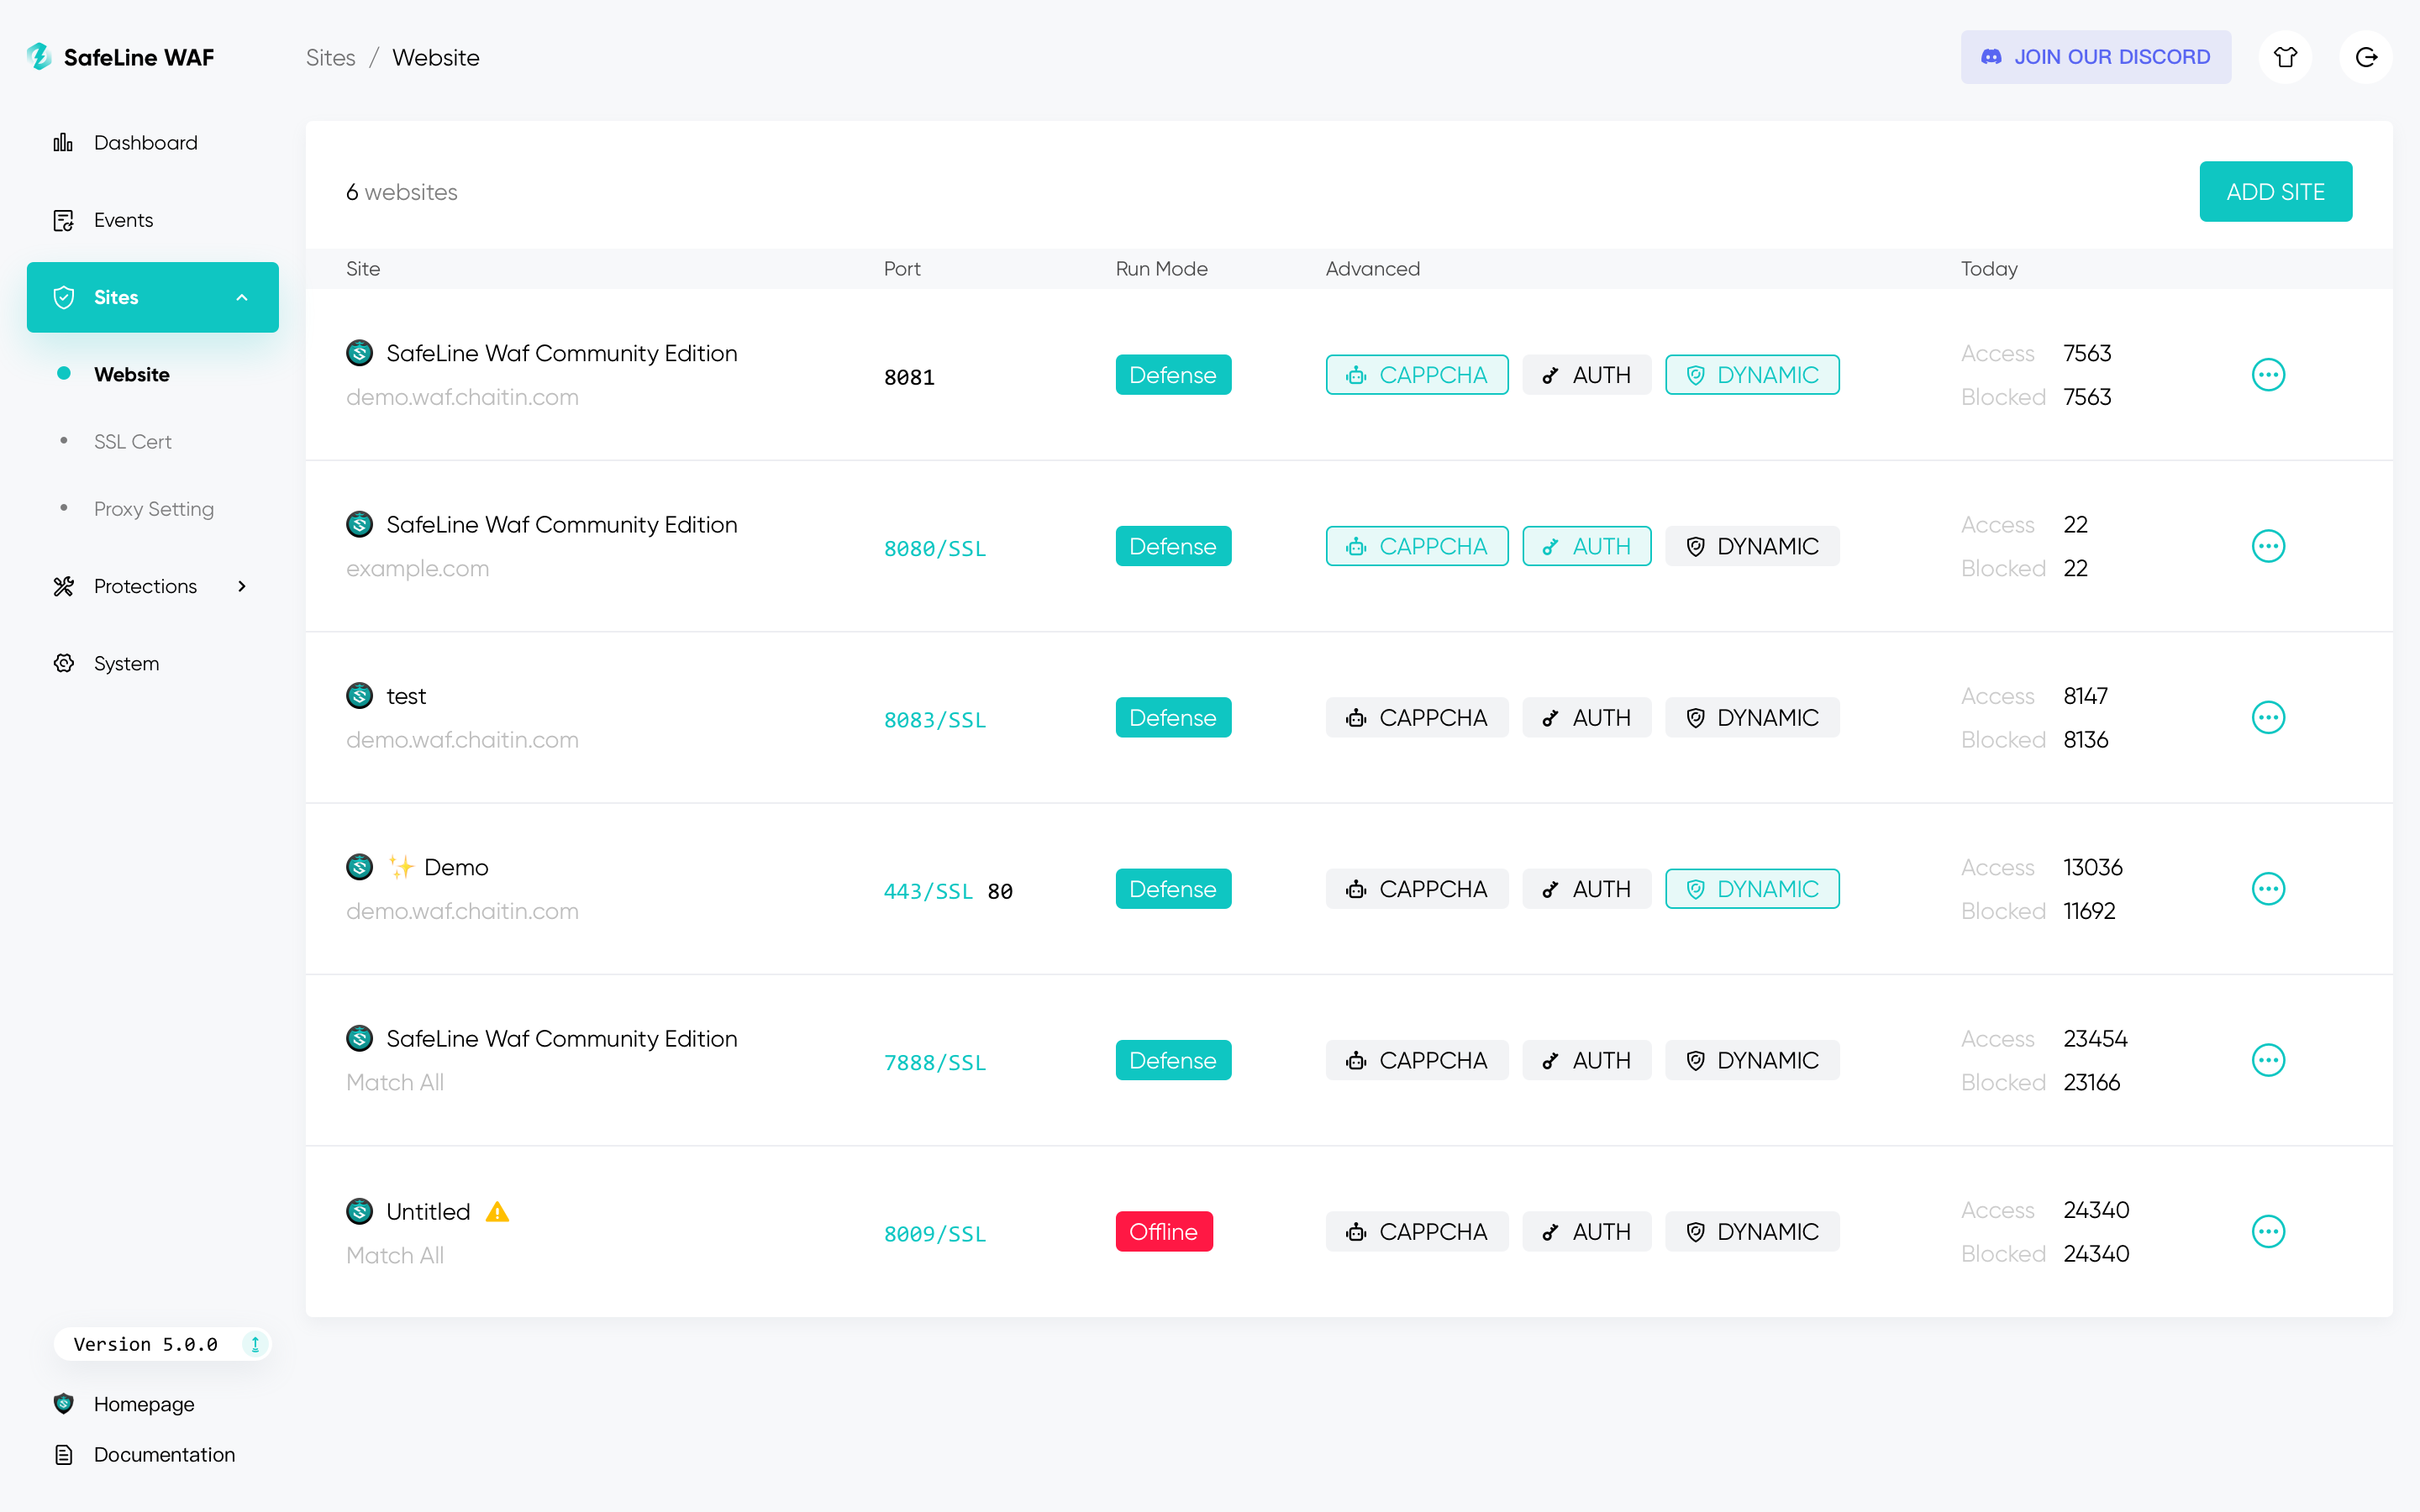 SafeLine WAF
Sites / Website
JOIN OUR DISCORD
Dashboard
Events
Sites
Website
SSL Cert
Proxy Setting
Protections
System
Version 5.0.0
Homepage
Documentation
6 websites
ADD SITE
Site Port Run Mode Advanced Today
SafeLine Waf Community Edition
demo.waf.chaitin.com
8081
Defense
CAPPCHA AUTH DYNAMIC
Access 7563
Blocked 7563
SafeLine Waf Community Edition
example.com
8080/SSL
Defense
CAPPCHA AUTH DYNAMIC
Access 22
Blocked 22
test
demo.waf.chaitin.com
8083/SSL
Defense
CAPPCHA AUTH DYNAMIC
Access 8147
Blocked 8136
✨ Demo
demo.waf.chaitin.com
443/SSL 80
Defense
CAPPCHA AUTH DYNAMIC
Access 13036
Blocked 11692
SafeLine Waf Community Edition
Match All
7888/SSL
Defense
CAPPCHA AUTH DYNAMIC
Access 23454
Blocked 23166
Untitled
Match All
8009/SSL
Offline
CAPPCHA AUTH DYNAMIC
Access 24340
Blocked 24340